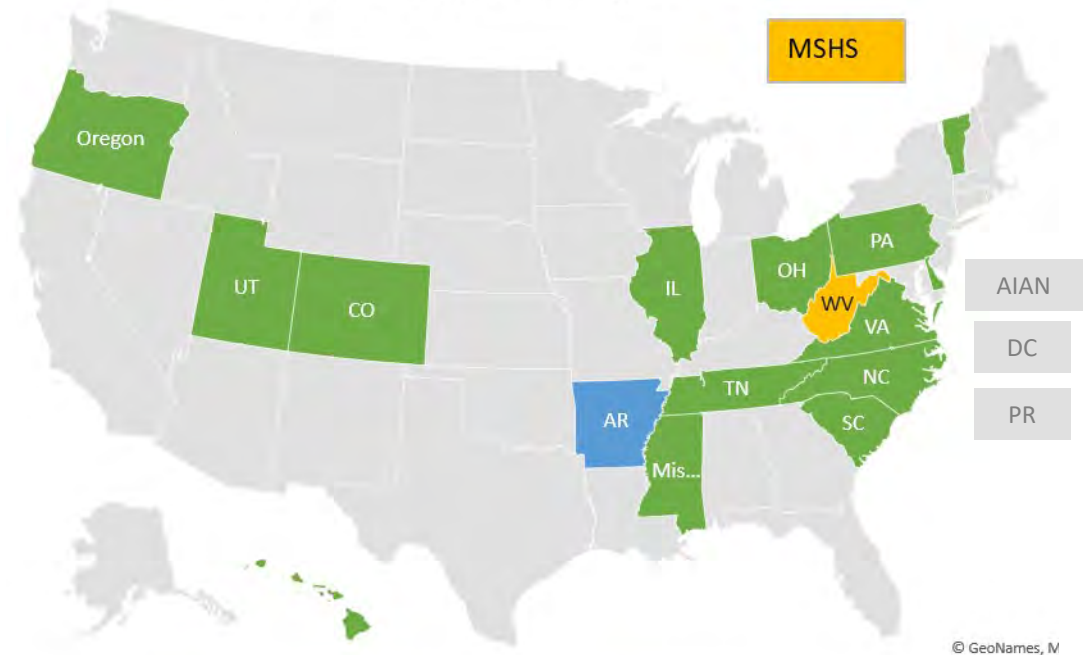 MSHS
Oregon
PA
OH
AIAN
UT
IL
CO
WV
VA
DC
NC
TN
PR
AR
SC
Mis...
© GeoNames, M